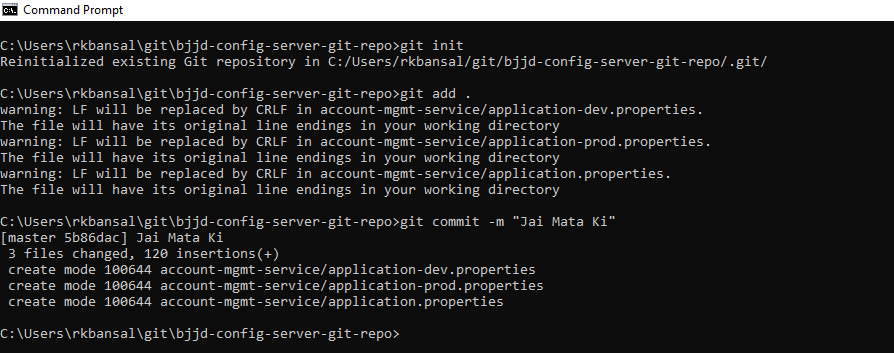 Command Prompt
C:\Users\rkbansal\git\bjjd-config-server-git-repo>git init
Reinitialized existing Git repository in C:/Users/rkbansal/git/bjjd-config-server-git-repo/.git/
C:\Users\rkbansal\git\bjjd-config-server-git-repo>git add .
warning: LF will be replaced by CRLF in account-mgmt-service/application-dev.properties.
The file will have its original line endings in your working directory
warning: LF will be replaced by CRLF in account-mgmt-service/application-prod.properties.
The file will have its original line endings in your working directory
warning: LF will be replaced by CRLF in account-mgmt-service/application.properties.
The file will have its original line endings in your working directory
C:\Users\rkbansal\git\bjjd-config-server-git-repo>git commit -m "Jai Mata Ki"
[master 5b86dac] Jai Mata Ki
 3 files changed, 120 insertions(+)
 create mode 100644 account-mgmt-service/application-dev.properties
 create mode 100644 account-mgmt-service/application-prod.properties
 create mode 100644 account-mgmt-service/application.properties
C:\Users\rkbansal\git\bjjd-config-server-git-repo>